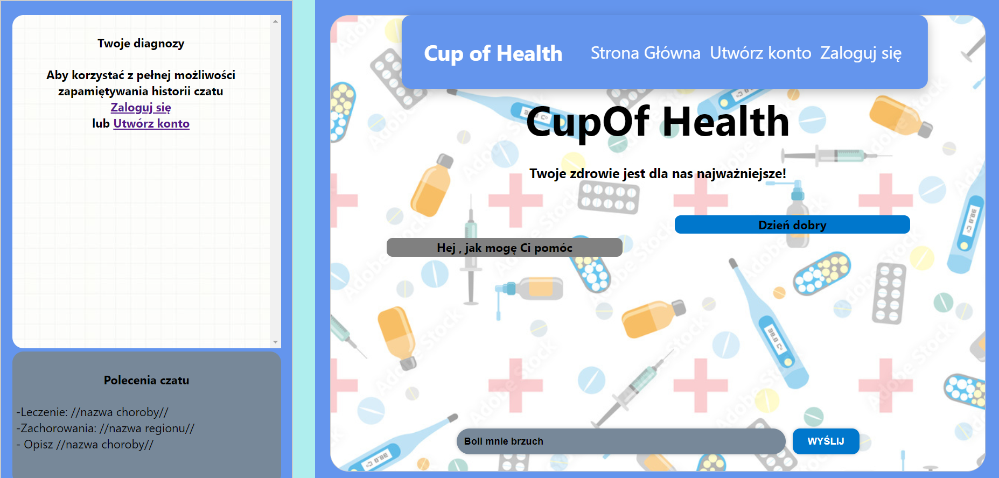 Twoje diagnozy
Aby korzystać z pełnej możliwości
zapamiętywania historii czatu
Zaloguj się
lub Utwórz konto
Polecenia czatu
-Leczenie: //nazwa choroby//
-Zachorowania: //nazwa regionu//
- Opisz //nazwa choroby//
Cup of Health Strona Główna Utwórz konto Zaloguj się
CupOf Health
Twoje zdrowie jest dla nas najważniejsze!
Dzień dobry
Hej , jak mogę Ci pomóc
Boli mnie brzuch
WYŚLIJ